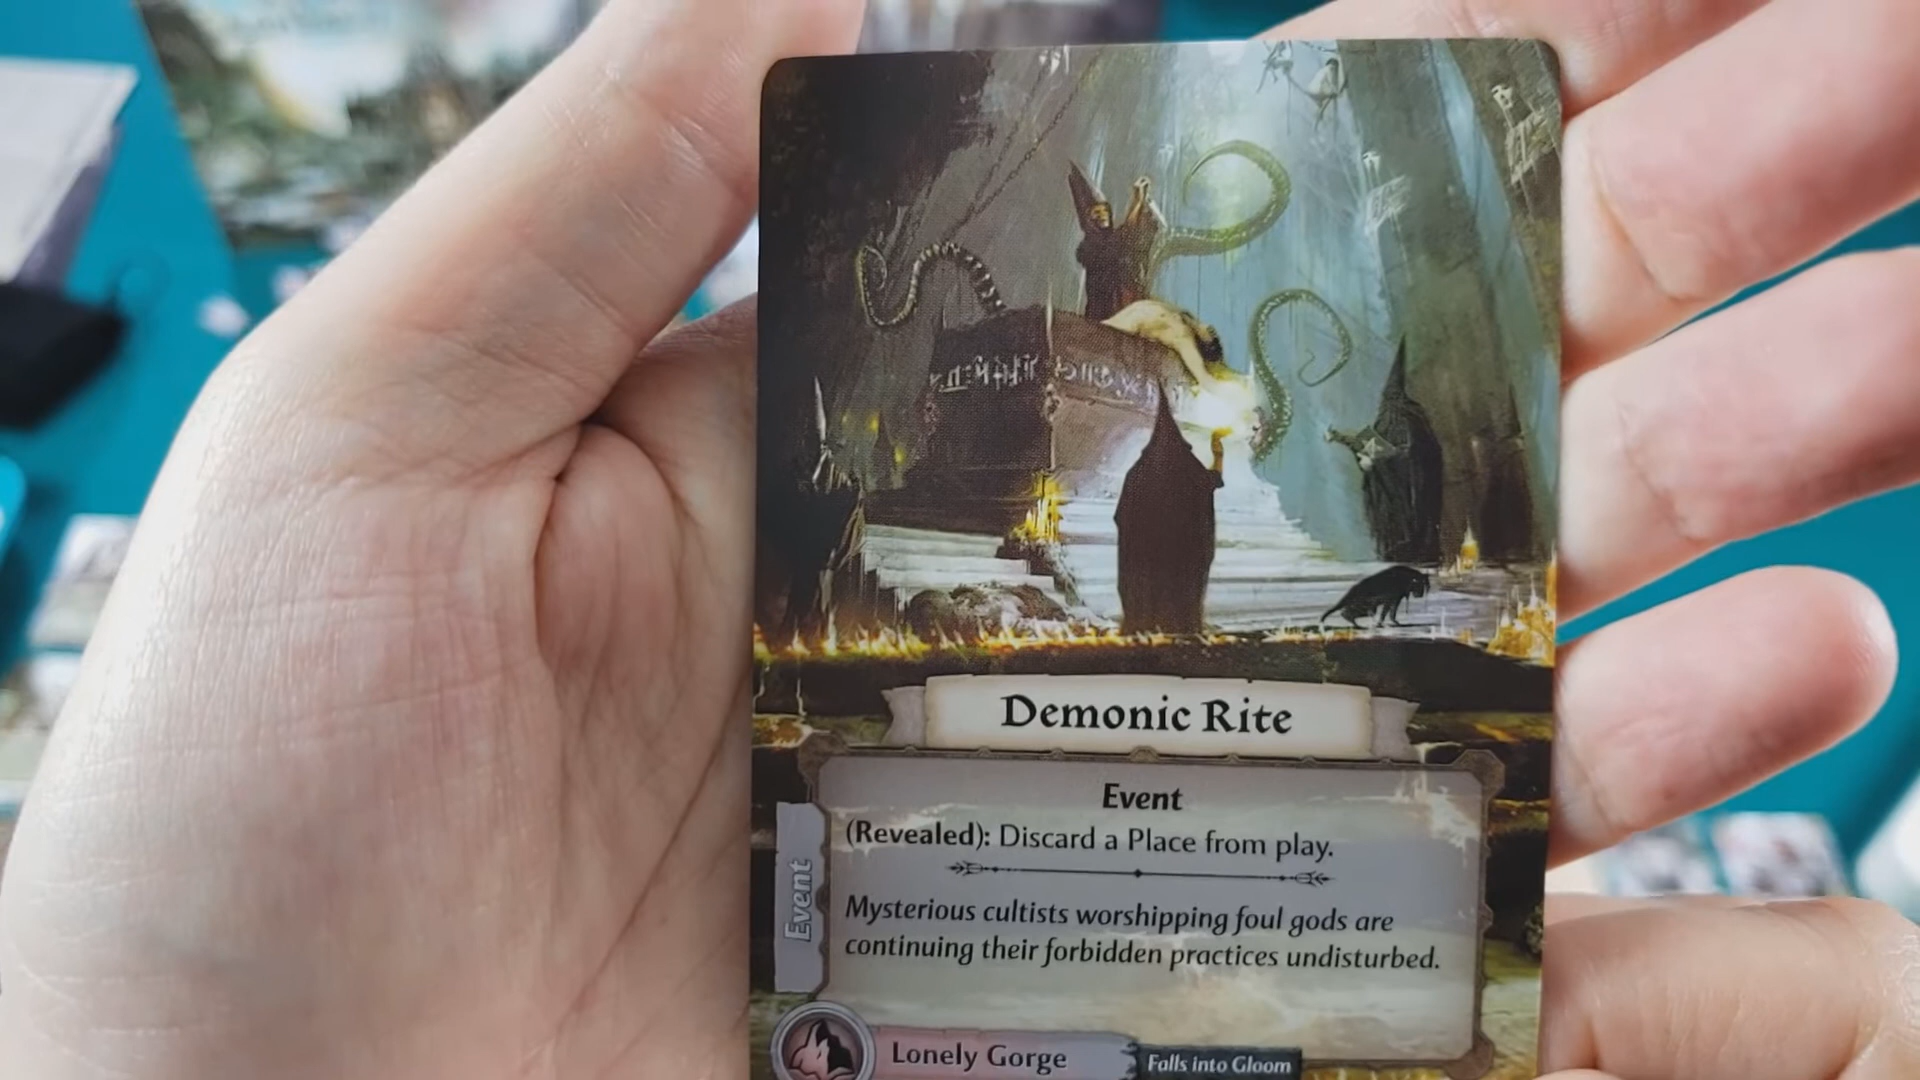 Demonic Rite
Event
(Revealed): Discard a Place from play.
Event
Mysterious cultists worshipping foul gods are
continuing their forbidden practices undisturbed.
Lonely Gorge
Falls into Gloom